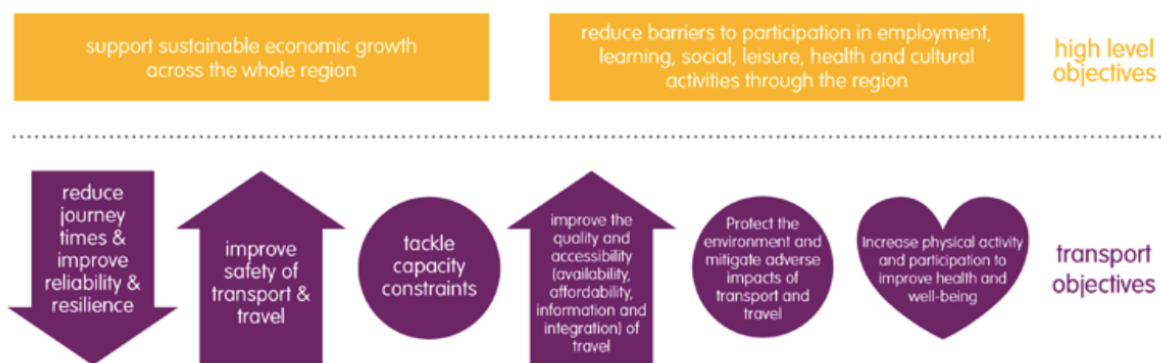 support sustainable economic growth
across the whole region
reduce barriers to participation in employment,
learning, social, leisure, health and cultural
activities through the region
high level
objectives
reduce
journey
times &
improve
reliability &
resilience
improve
safety of
transport &
travel
tackle
capacity
constraints
improve the
quality and
accessibility
(availability,
affordability,
information and
integration) of
travel
Protect the
environment and
mitigate adverse
impacts of
transport and
travel
Increase physical activity
and participation to
improve health and
well-being
transport
objectives